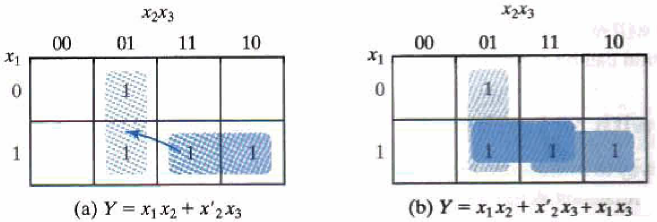 x₂x₃
x₂x₃
00 01 11 10
00 01 11 10
x₁
x₁
0 1
0 1
1 1 1 1
1 1 1 1
(a) Y = x₁x₂ + x'₂x₃
(b) Y = x₁x₂ + x'₂x₃ + x₁x₃